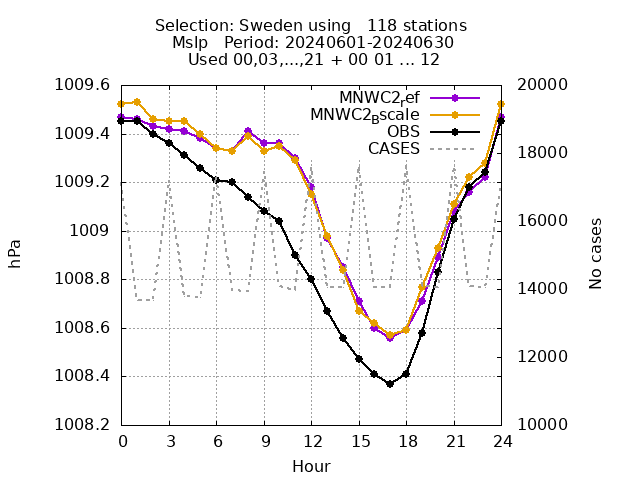 Selection: Sweden using   118 stations
Mslp   Period: 20240601-20240630
Used 00,03,...,21 + 00 01 ... 12
1009.6
1009.4
1009.2
1009
1008.8
1008.6
1008.4
1008.2
hPa
MNWC2ref
MNWC2Bscale
OBS
CASES
20000
18000
16000
14000
12000
10000
No cases
0 3 6 9 12 15 18 21 24
Hour